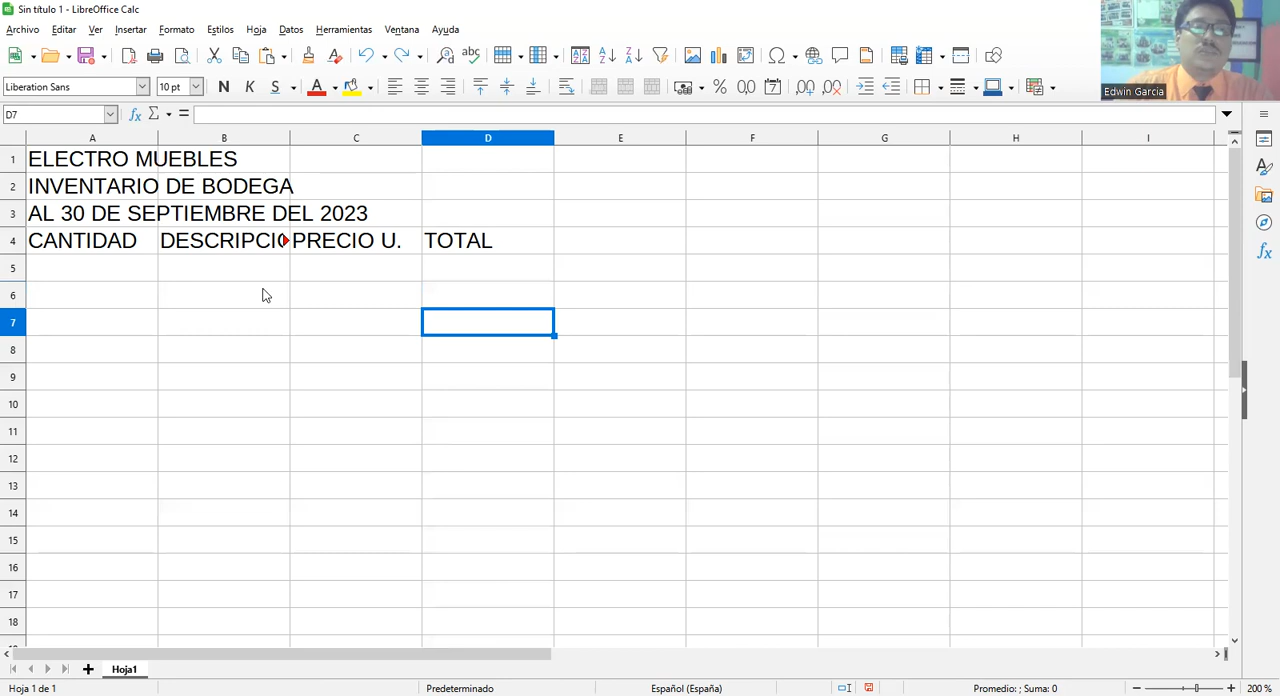 Sin título 1 - LibreOffice Calc
Archivo Editar Ver Insertar Formato Estilos Hoja Datos Herramientas Ventana Ayuda
Liberation Sans 10 pt N K S
D7
A B C D E F G H I
1 ELECTRO MUEBLES
2 INVENTARIO DE BODEGA
3 AL 30 DE SEPTIEMBRE DEL 2023
4 CANTIDAD DESCRIPCIO PRECIO U. TOTAL
5
6
7
8
9
10
11
12
13
14
15
16
17
18
Hoja1
Hoja 1 de 1 Predeterminado Español (España) Promedio: ; Suma: 0 200 %
Edwin Garcia